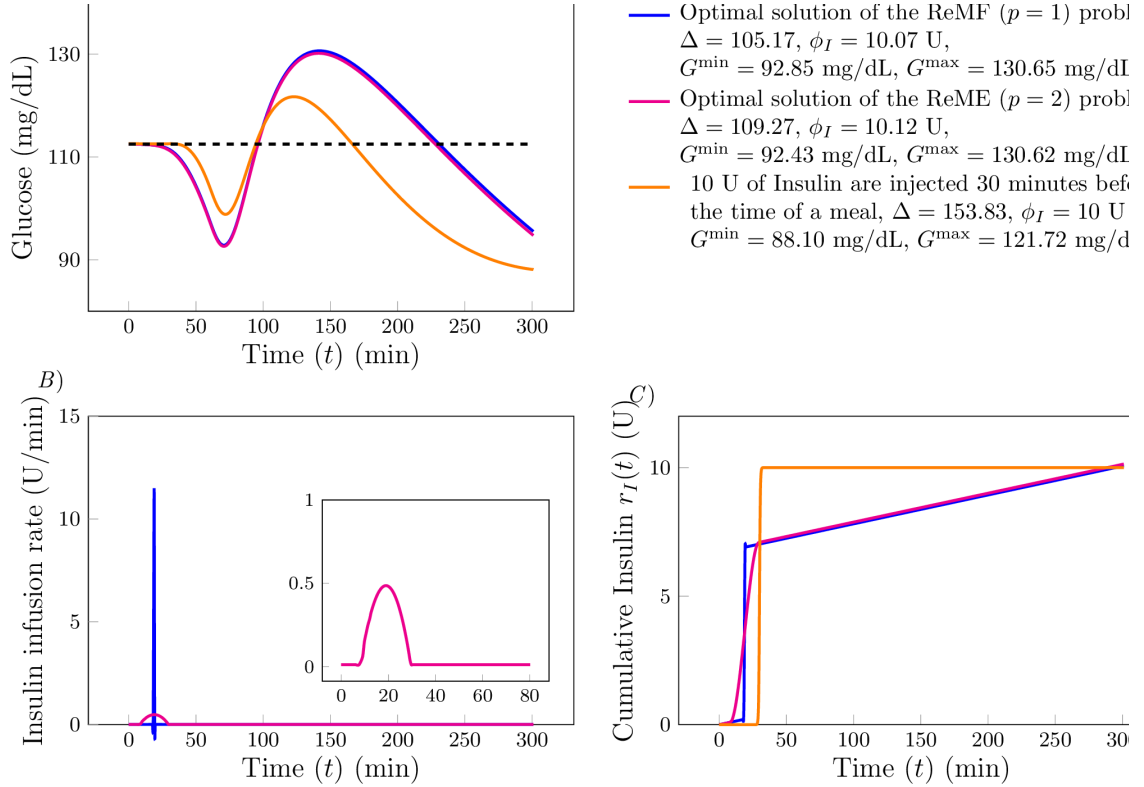 130
110
90
Glucose (mg/dL)
0 50 100 150 200 250 300
Time (t) (min)
Optimal solution of the ReMF (p = 1)
Δ = 105.17, ϕ_I = 10.07 U,
G^min = 92.85 mg/dL, G^max = 130.65 mg/dL
Optimal solution of the ReME (p = 2)
Δ = 109.27, ϕ_I = 10.12 U,
G^min = 92.43 mg/dL, G^max = 130.62 mg/dL
10 U of Insulin are injected 30 minutes
the time of a meal, Δ = 153.83, ϕ_I = 10 U
G^min = 88.10 mg/dL, G^max = 121.72
B)
15
10
5
0
Insulin infusion rate (U/min)
0 50 100 150 200 250 300
Time (t) (min)
1
0.5
0
0 20 40 60 80
C)
10
5
0
Cumulative Insulin r_I(t) (U)
0 50 100 150 200 250
Time (t) (min)